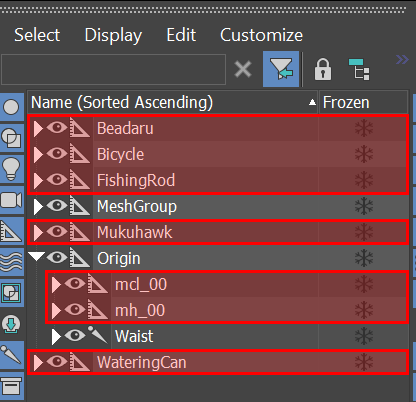 Select Display Edit Customize
Name (Sorted Ascending) Frozen
Beadaru
Bicycle
FishingRod
MeshGroup
Mukuhawk
Origin
mcl_00
mh_00
Waist
WateringCan